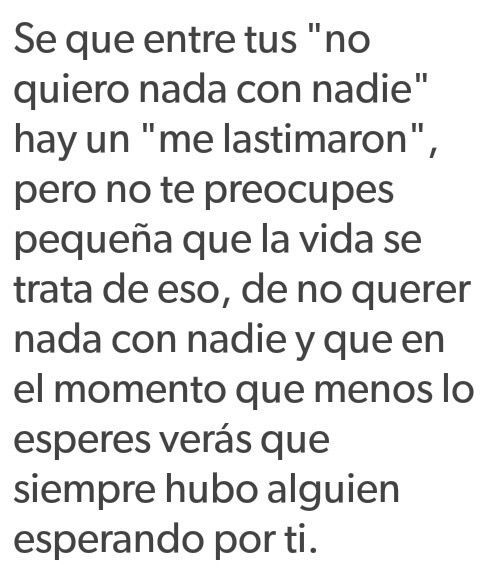 Se que entre tus "no
quiero nada con nadie"
hay un "me lastimaron",
pero no te preocupes
pequeña que la vida se
trata de eso, de no querer
nada con nadie y que en
el momento que menos lo
esperes verás que
siempre hubo alguien
esperando por ti.